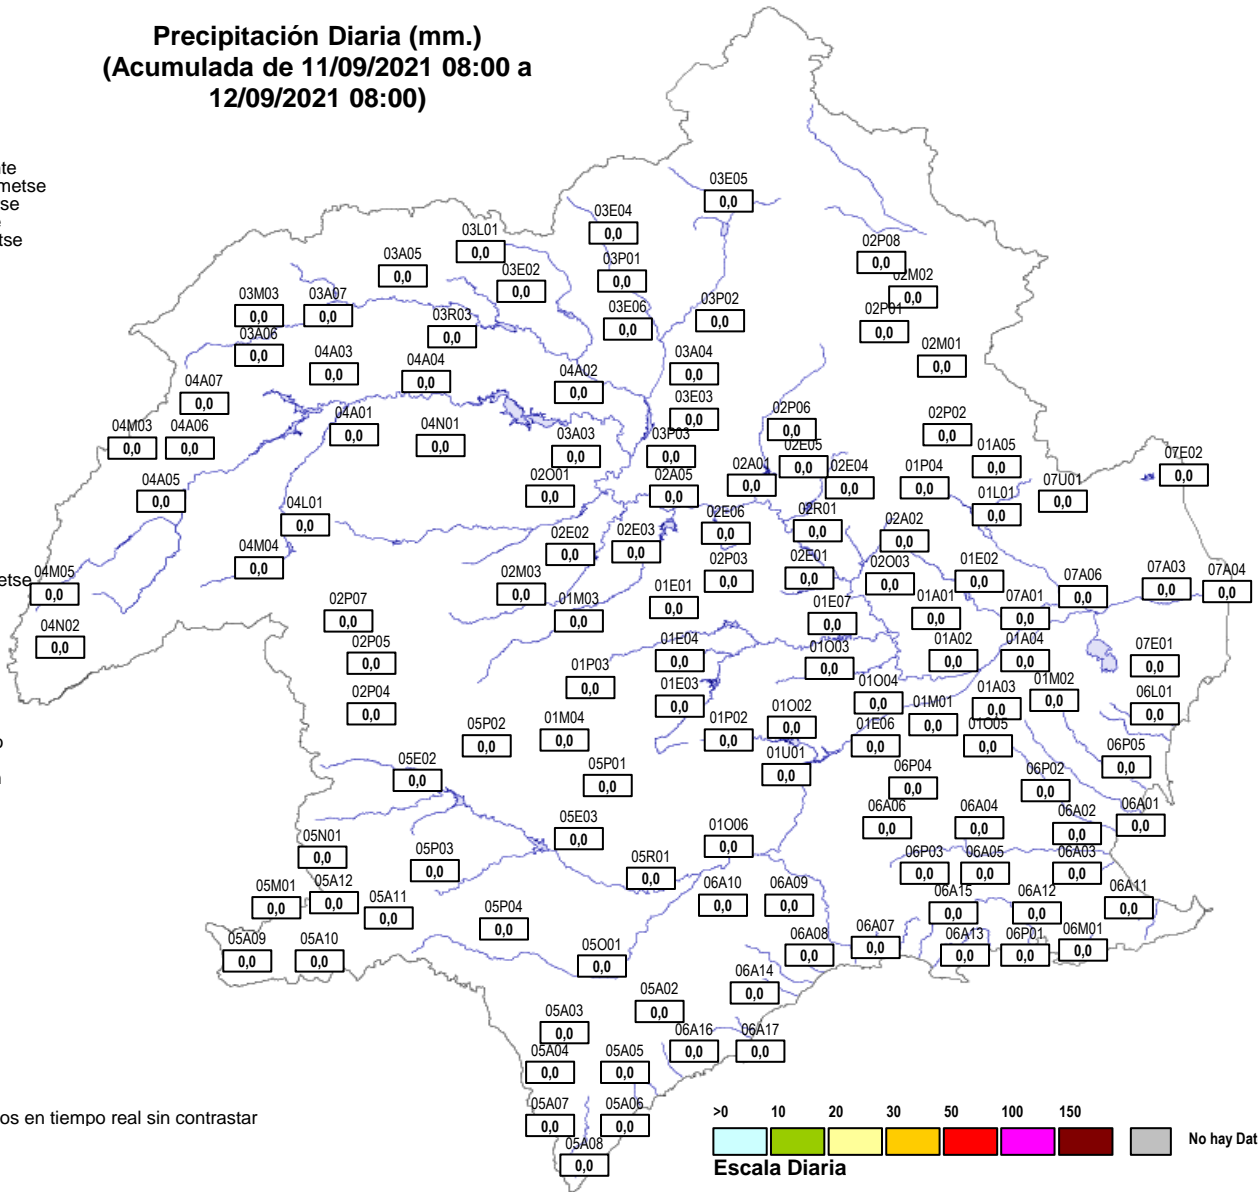 Precipitación Diaria (mm.)
(Acumulada de 11/09/2021 08:00 a
12/09/2021 08:00)
te
metse
se
tse
03E05
0,0
03E04
0,0
03L01
0,0
03A05
0,0
03P01
0,0
03E02
0,0
02P08
0,0
02M02
0,0
03M03
0,0
03A07
0,0
03R03
0,0
03E06
0,0
03P02
0,0
02P01
0,0
03A06
0,0
04A03
0,0
04A04
0,0
04A02
0,0
03A04
0,0
02M01
0,0
04A07
0,0
03E03
0,0
04M03
0,0
04A06
0,0
04A01
0,0
04N01
0,0
03A03
0,0
03P03
0,0
02P06
0,0
02P02
0,0
02E05
0,0
01A05
0,0
07E02
0,0
04A05
0,0
02O01
0,0
02A05
0,0
02A01
0,0
02E04
0,0
01P04
0,0
07U01
0,0
01L01
0,0
04L01
0,0
02E06
0,0
02R01
0,0
02A02
0,0
04M04
0,0
02E02
0,0
02E03
0,0
metse
04M05
0,0
02M03
0,0
02P03
0,0
02E01
0,0
02O03
0,0
01E02
0,0
07A06
0,0
07A03
0,0
07A04
0,0
04N02
0,0
02P07
0,0
01M03
0,0
01E01
0,0
01E07
0,0
01A01
0,0
07A01
0,0
02P05
0,0
01E04
0,0
01O03
0,0
01A02
0,0
01A04
0,0
07E01
0,0
02P04
0,0
01P03
0,0
01E03
0,0
01O04
0,0
01M01
0,0
01A03
0,0
01M02
0,0
06L01
0,0
05P02
0,0
01M04
0,0
01P02
0,0
01O02
0,0
01E06
0,0
01O05
0,0
05E02
0,0
05P01
0,0
01U01
0,0
06P04
0,0
06P02
0,0
06P05
0,0
05E03
0,0
01O06
0,0
06A06
0,0
06A04
0,0
06A02
0,0
06A01
0,0
05N01
0,0
05P03
0,0
05R01
0,0
06P03
0,0
06A05
0,0
06A03
0,0
05M01
0,0
05A12
0,0
05A11
0,0
05P04
0,0
06A10
0,0
06A09
0,0
06A15
0,0
06A12
0,0
06A11
0,0
05A09
0,0
05A10
0,0
05O01
0,0
06A08
0,0
06A07
0,0
06A13
0,0
06P01
0,0
06M01
0,0
06A14
0,0
05A02
0,0
05A03
0,0
06A16
0,0
06A17
0,0
05A04
0,0
05A05
0,0
05A07
0,0
05A06
0,0
05A08
0,0
os en tiempo real sin contrastar
>0 10 20 30 50 100 150
No hay Dat
Escala Diaria